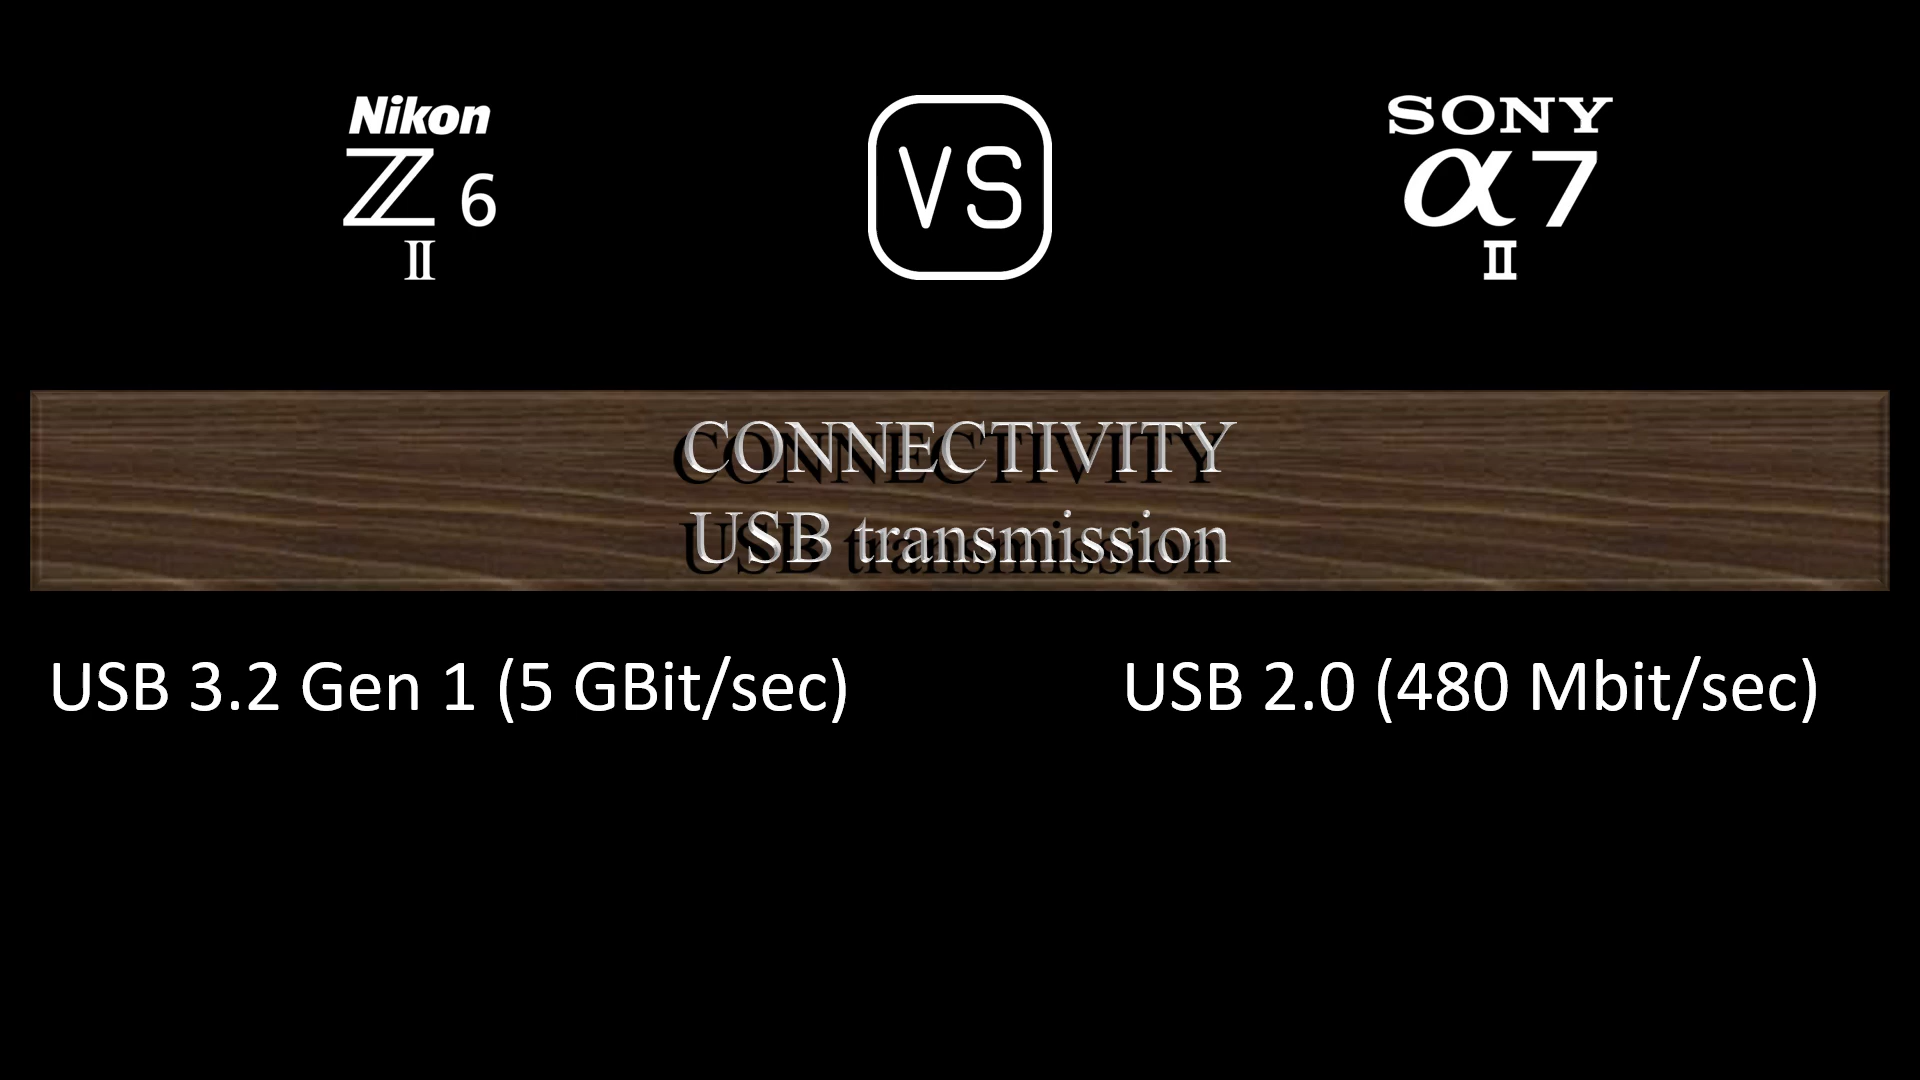 Nikon
Z 6
II
VS
SONY
α7
II
CONNECTIVITY
USB transmission
USB 3.2 Gen 1 (5 GBit/sec)
USB 2.0 (480 Mbit/sec)